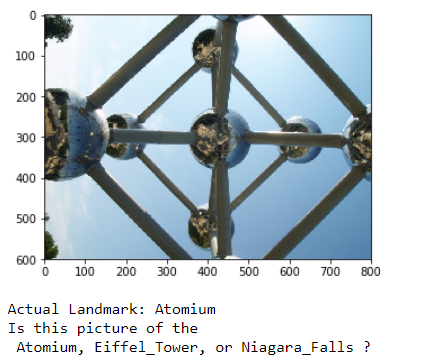 0
100
200
300
400
500
600
0 100 200 300 400 500 600 700 800
Actual Landmark: Atomium
Is this picture of the
Atomium, Eiffel_Tower, or Niagara_Falls ?